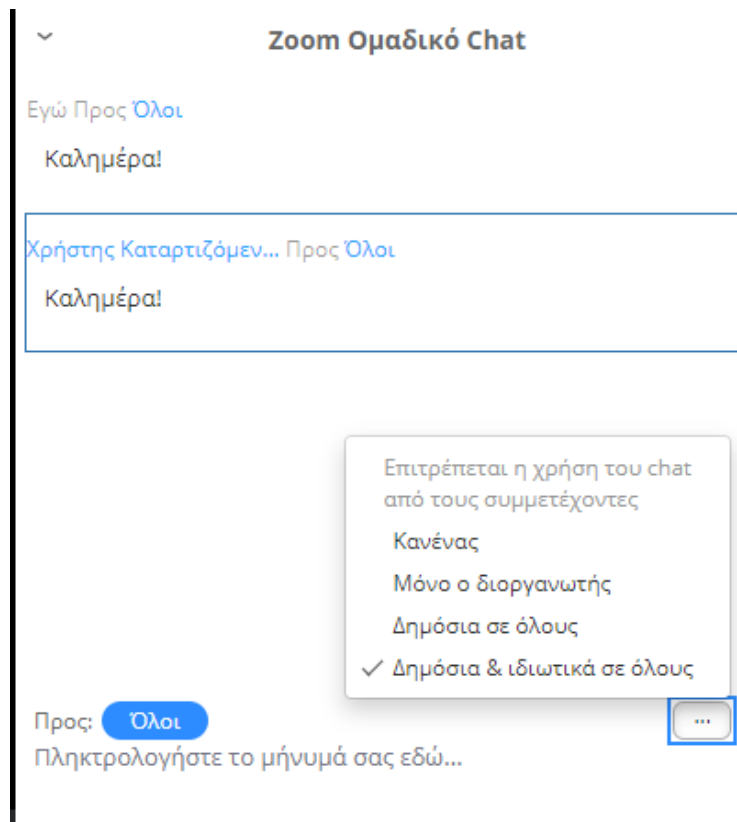 Zoom Ομαδικό Chat
Εγώ Προς Όλοι
Καλημέρα!
Χρήστης Καταρτιζόμεν... Προς Όλοι
Καλημέρα!
Επιτρέπεται η χρήση του chat
από τους συμμετέχοντες
Κανένας
Μόνο ο διοργανωτής
Δημόσια σε όλους
Δημόσια & ιδιωτικά σε όλους
Προς: Όλοι ...
Πληκτρολογήστε το μήνυμά σας εδώ...